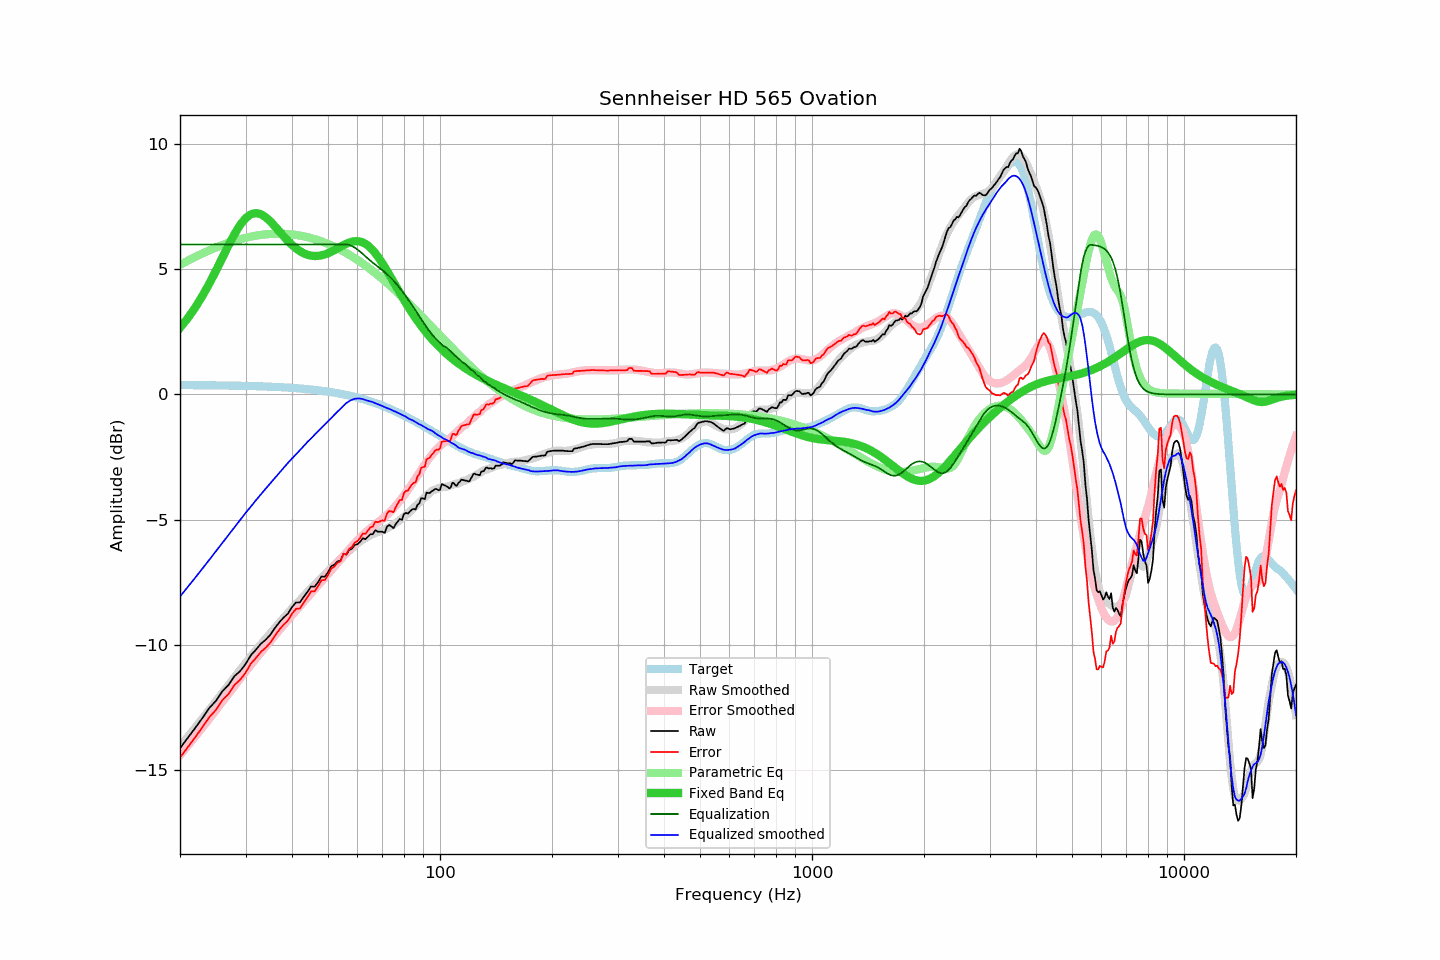 Sennheiser HD 565 Ovation
10
5
0
−5
−10
−15
Amplitude (dBr)
Target
Raw Smoothed
Error Smoothed
Raw
Error
Parametric Eq
Fixed Band Eq
Equalization
Equalized smoothed
100
1000
10000
Frequency (Hz)